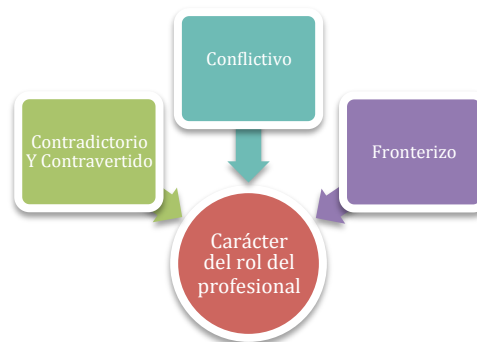 Conflictivo
Contradictorio
Y Contravertido
Fronterizo
Carácter
del rol del
profesional